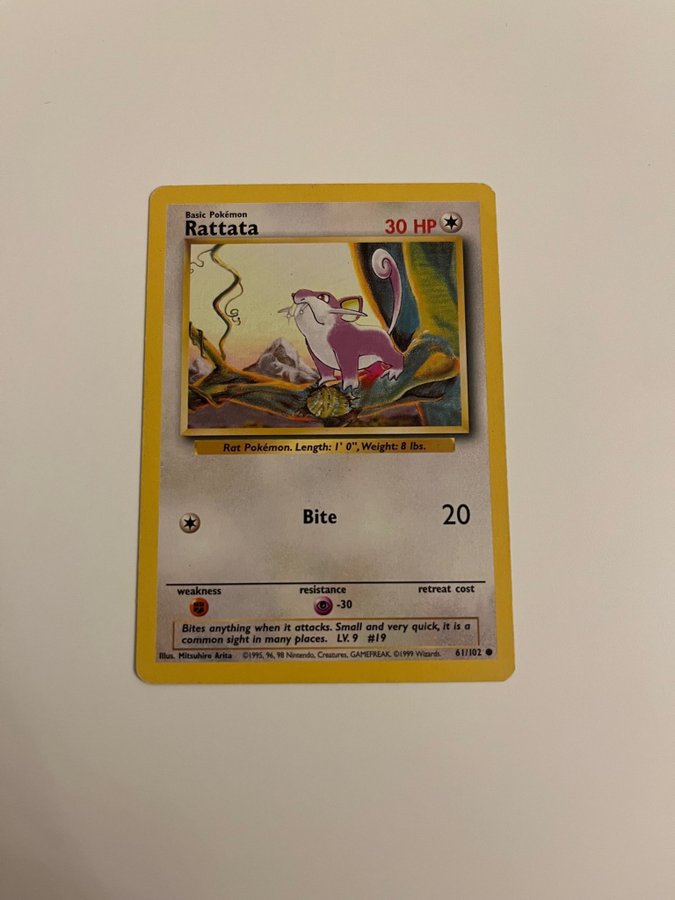 Basic Pokémon
Rattata
30 HP
Rat Pokémon. Length: 1' 0", Weight: 8 lbs.
Bite
20
weakness
resistance
retreat cost
-30
Bites anything when it attacks. Small and very quick, it is a
common sight in many places. LV. 9 #19
Illus. Mitsuhiro Arita ©1995, 96, 98 Nintendo, Creatures, GAMEFREAK. ©1999 Wizards. 61/102